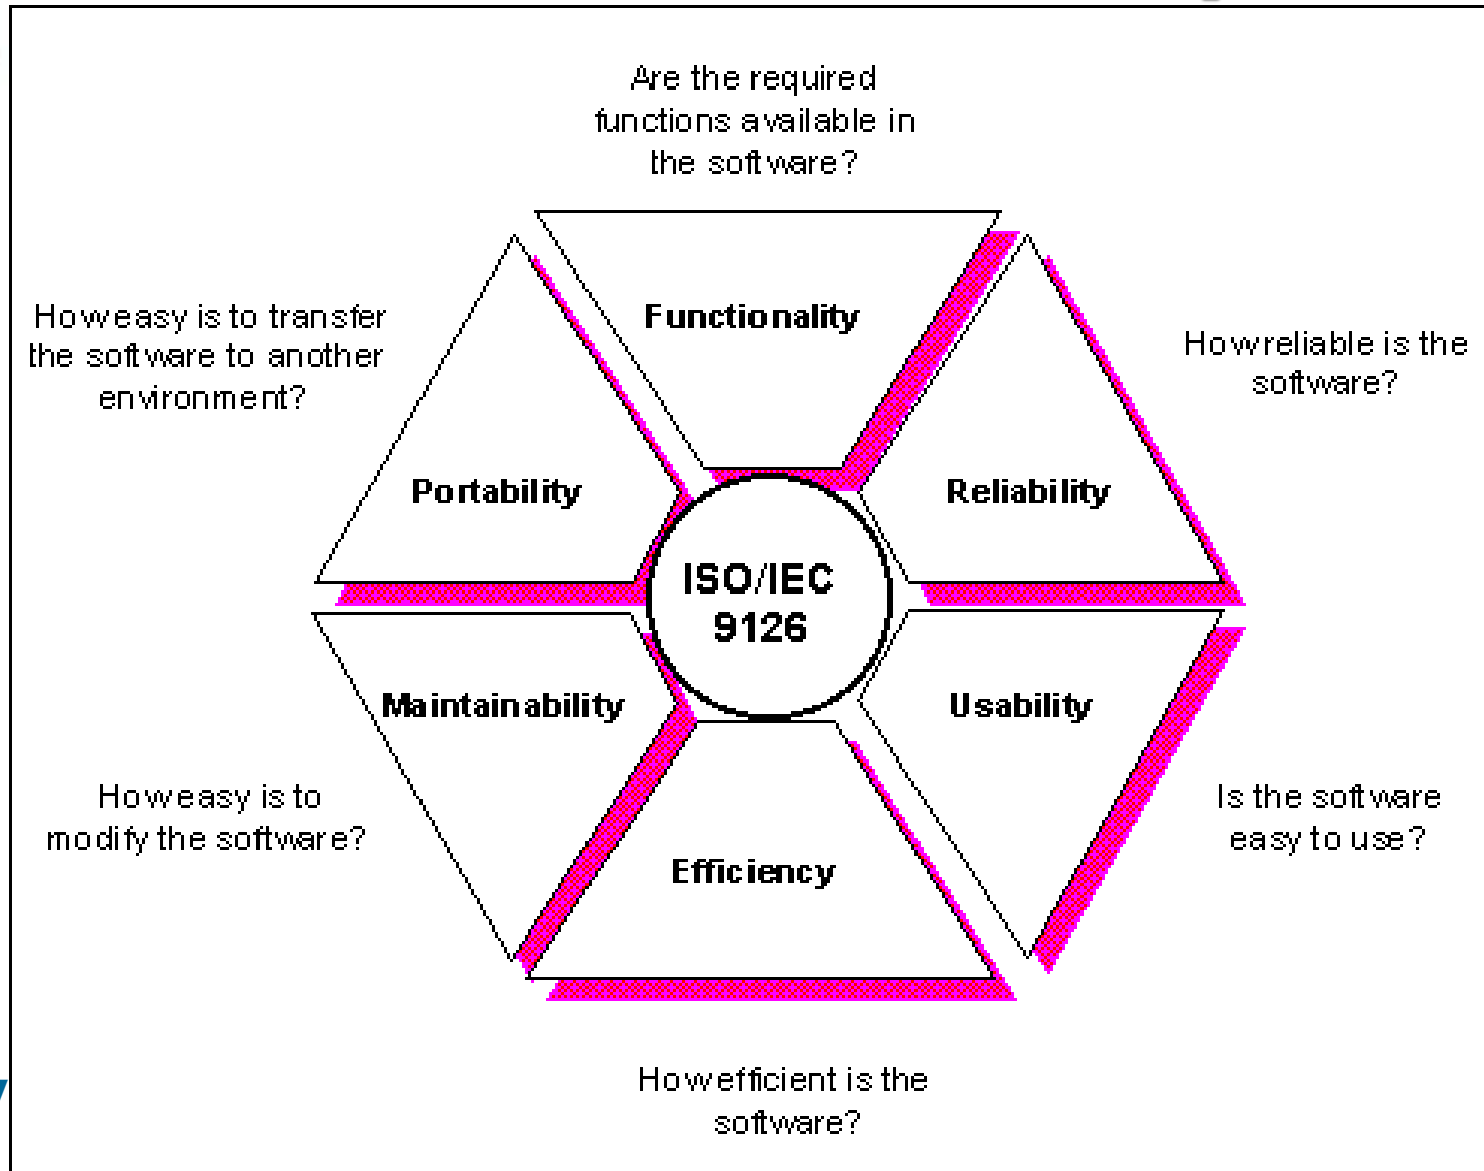 Are the required
functions available in
the software?
Functionality
How easy is to transfer
the software to another
environment?
How reliable is the
software?
Portability
Reliability
ISO/IEC
9126
Maintainability
Usability
How easy is to
modify the software?
Is the software
easy to use?
Efficiency
How efficient is the
software?